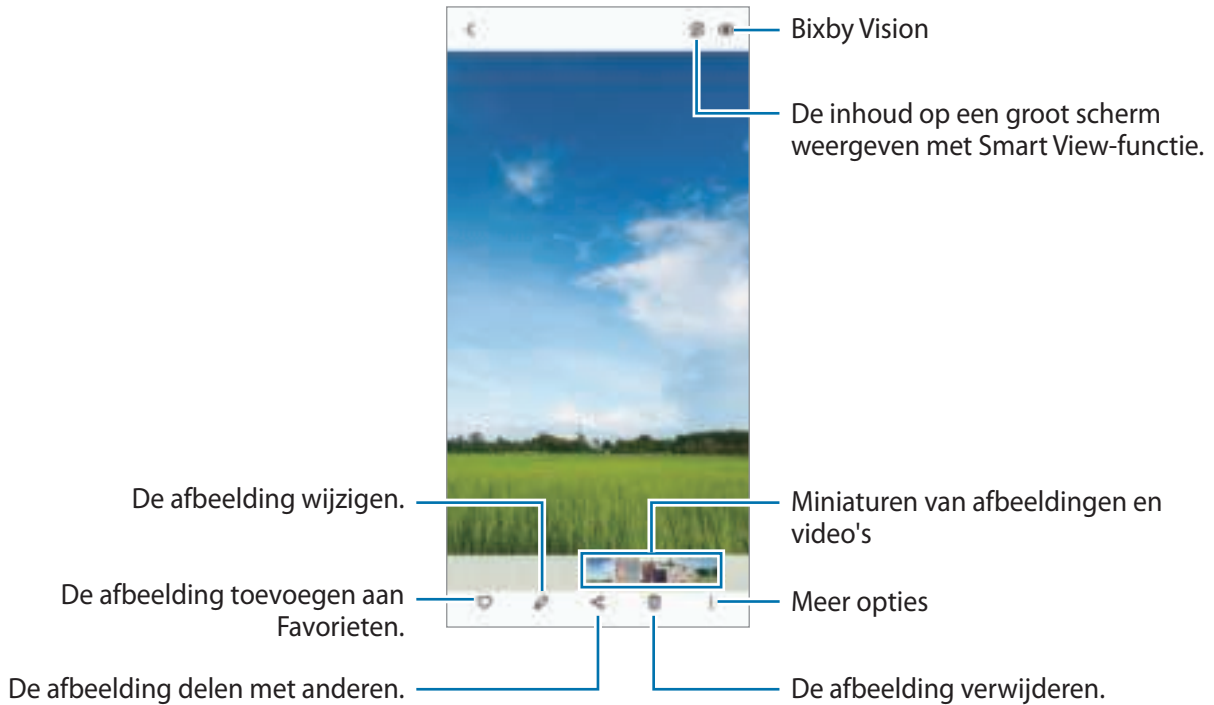 Bixby Vision
De inhoud op een groot scherm
weergeven met Smart View-functie.
De afbeelding wijzigen.
Miniaturen van afbeeldingen en
video's
De afbeelding toevoegen aan
Favorieten.
Meer opties
De afbeelding delen met anderen.
De afbeelding verwijderen.